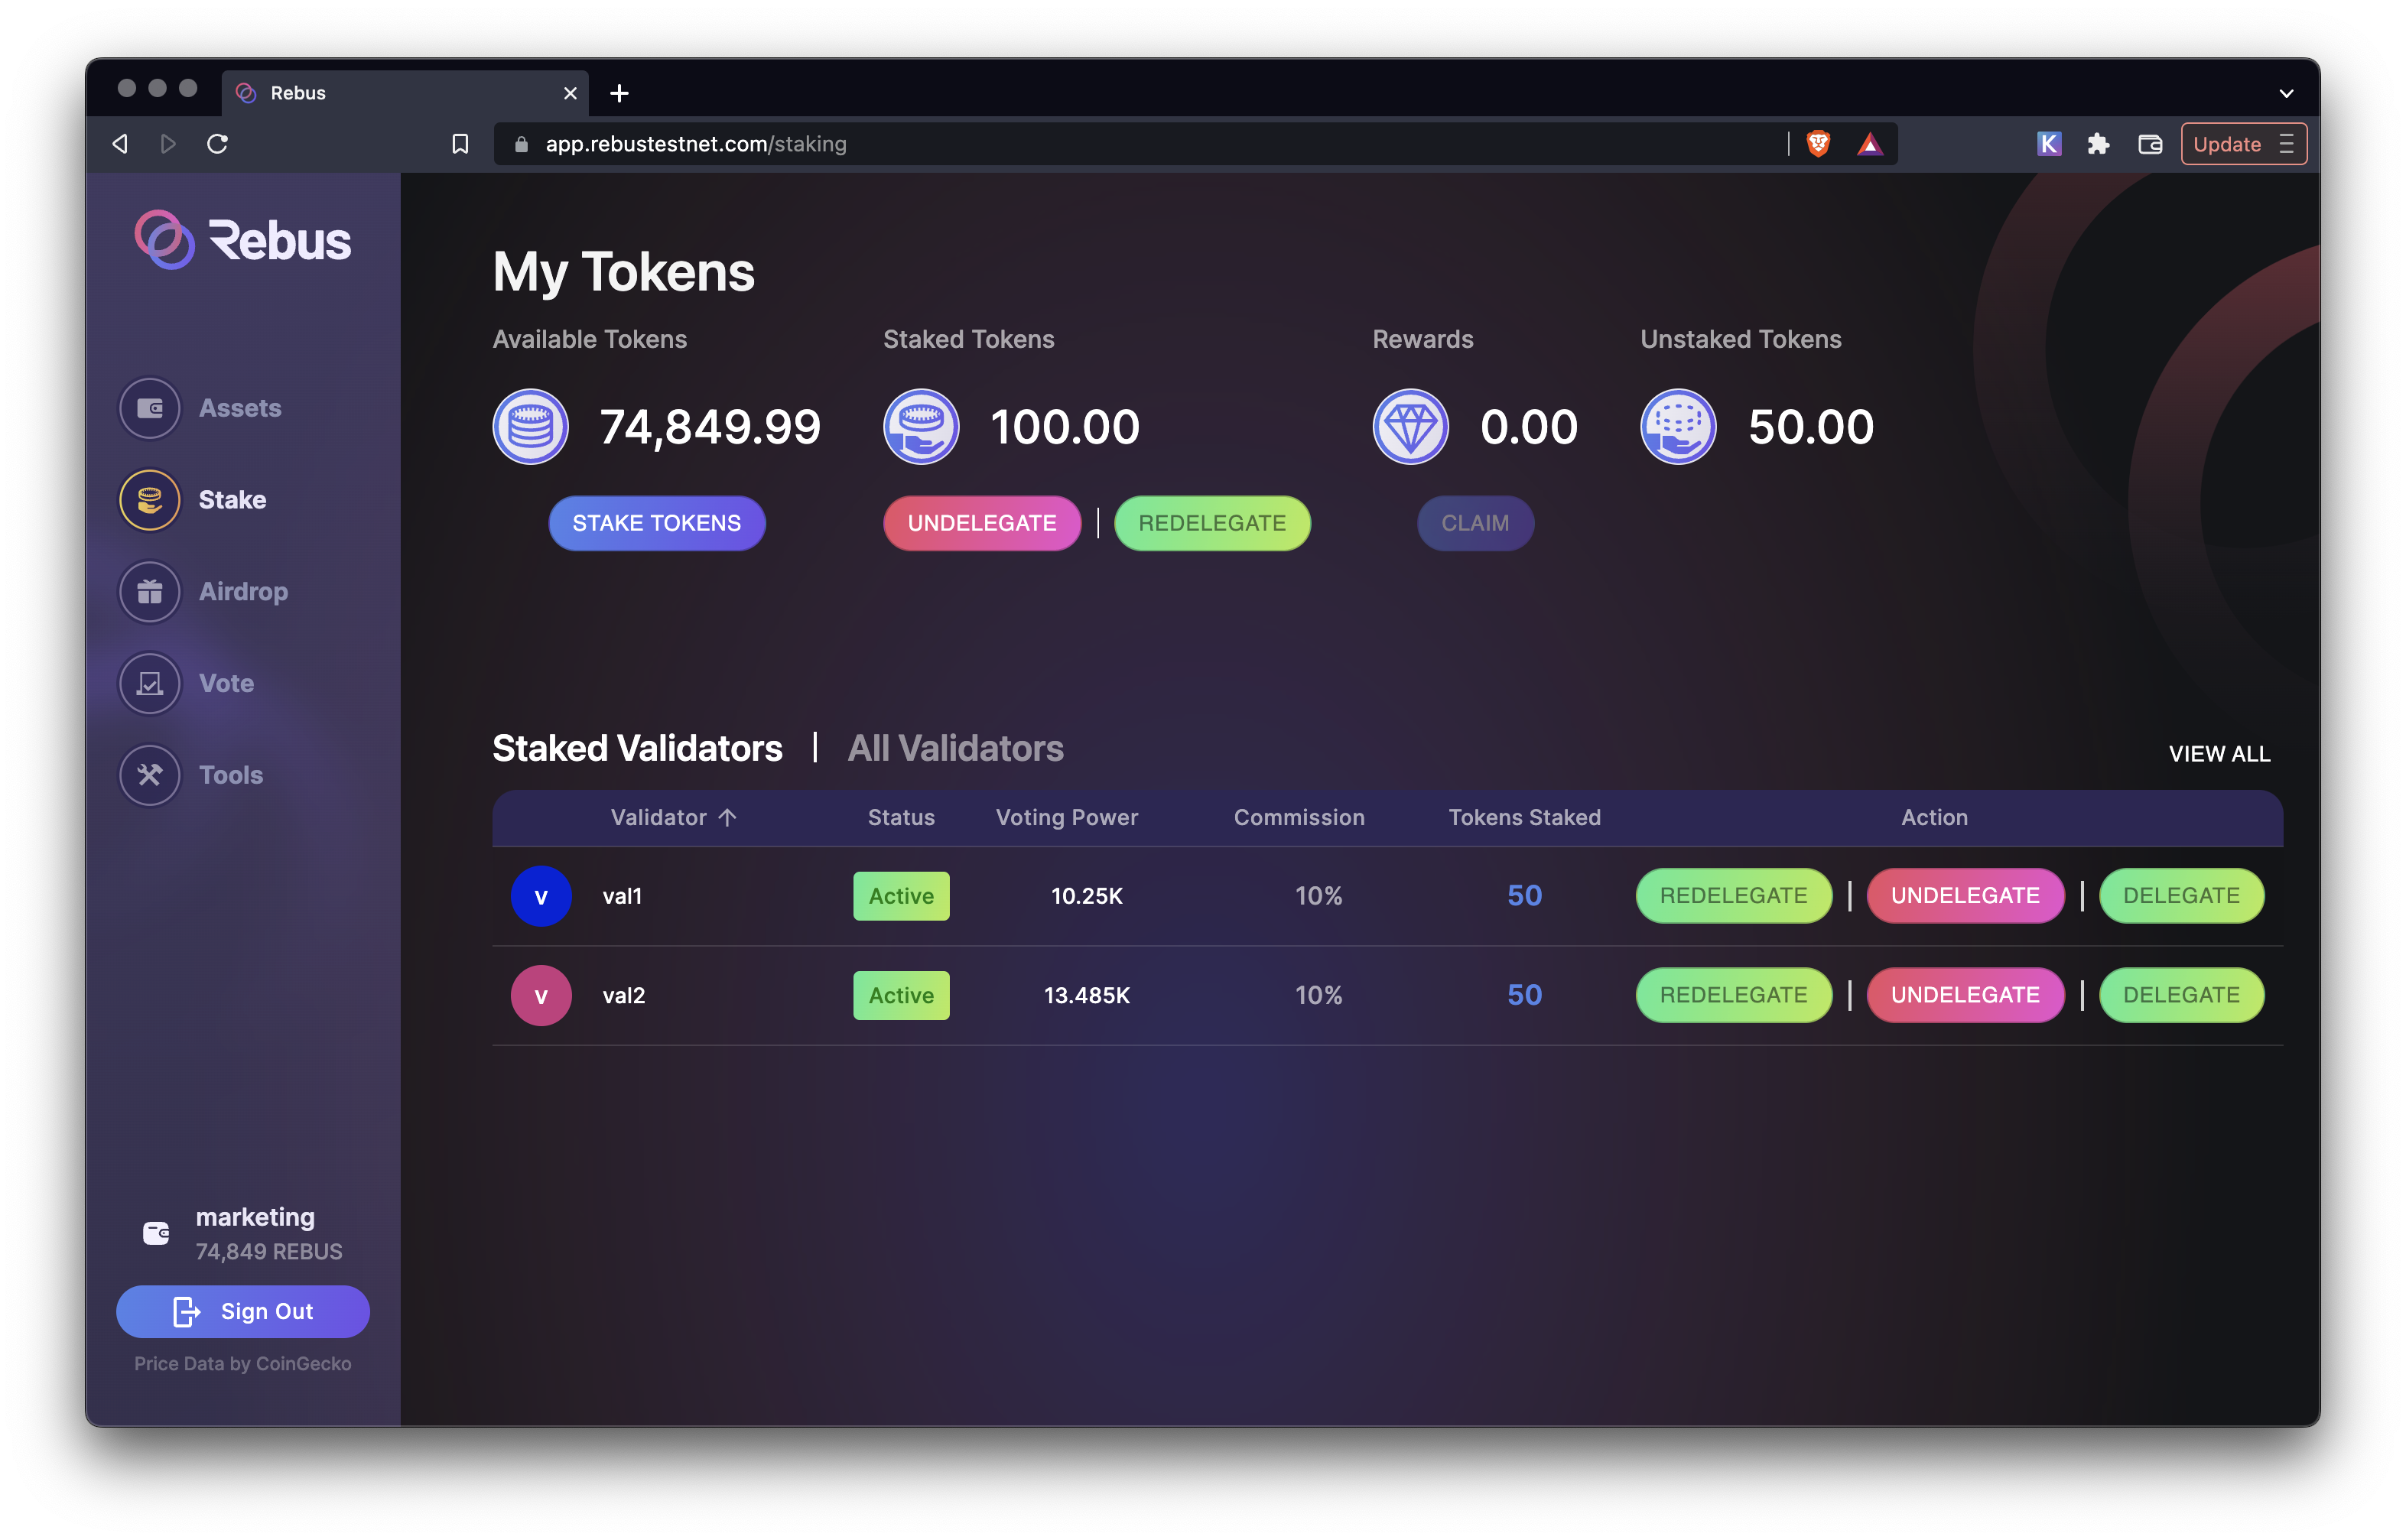 Rebus
app.rebustestnet.com/staking
K
Update
Rebus
Assets
Stake
Airdrop
Vote
Tools
marketing
74,849 REBUS
Sign Out
Price Data by CoinGecko
My Tokens
Available Tokens
74,849.99
STAKE TOKENS
Staked Tokens
100.00
UNDELEGATE | REDELEGATE
Rewards
0.00
CLAIM
Unstaked Tokens
50.00
Staked Validators | All Validators
VIEW ALL
Validator ↑ Status Voting Power Commission Tokens Staked Action
V val1 Active 10.25K 10% 50 REDELEGATE | UNDELEGATE | DELEGATE
V val2 Active 13.485K 10% 50 REDELEGATE | UNDELEGATE | DELEGATE